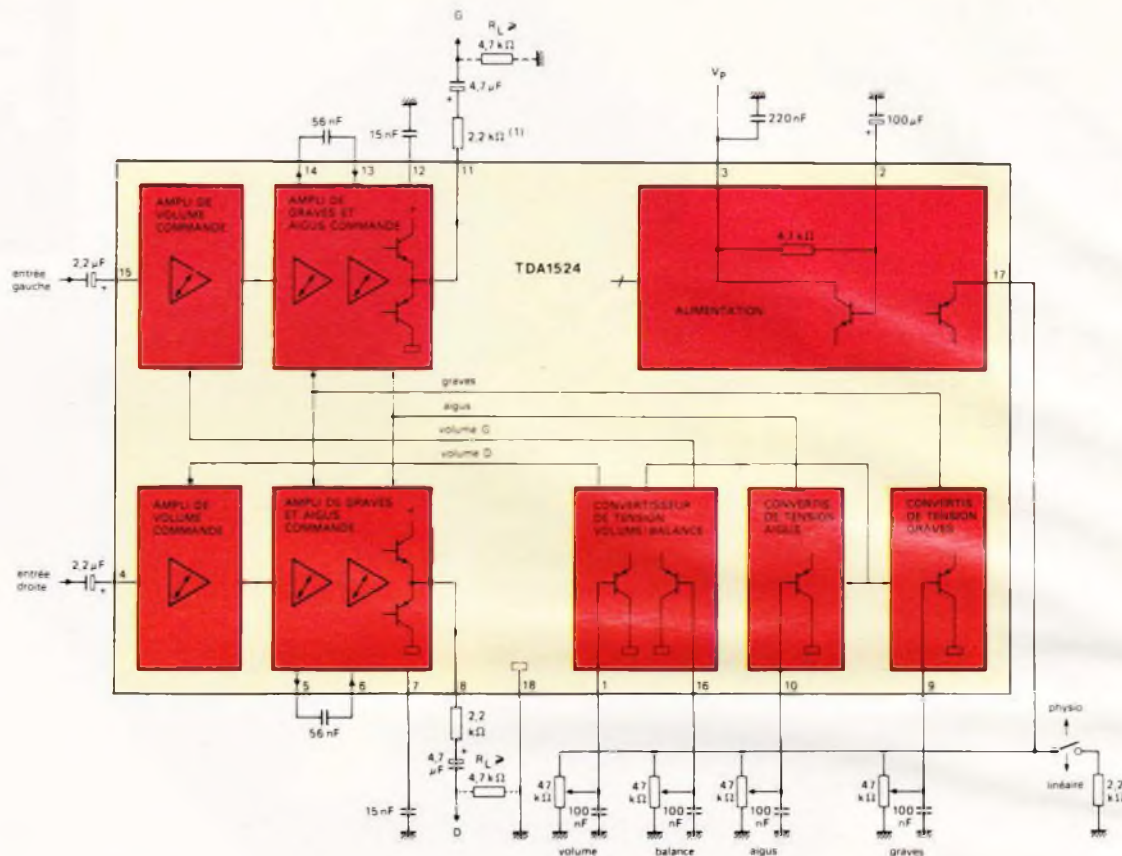 G
R_L ≥
4,7 kΩ
4,7 µF
56 nF
15 nF
2,2 kΩ (1)
V_P
220 nF
100 µF
14
13
12
11
3
2
AMPLI DE
VOLUME
COMMANDE
AMPLI DE
GRAVES ET
AIGUS COMMANDE
4,7 kΩ
TDA1524
ALIMENTATION
17
2,2 µF
entrée
gauche
15
graves
aigus
volume G
volume D
AMPLI DE
VOLUME
COMMANDE
AMPLI DE GRAVES
ET AIGUS
COMMANDE
CONVERTISSEUR
DE TENSION
VOLUME/BALANCE
CONVERTIS
DE TENSION
AIGUS
CONVERTIS
DE TENSION
GRAVES
2,2 µF
entrée
droite
4
5
6
7
8
18
1
16
10
9
56 nF
2,2
kΩ
4,7
µF
R_L ≥
4,7 kΩ
15 nF
D
47
kΩ
100
nF
47
kΩ
100
nF
47
kΩ
100
nF
47
kΩ
100
nF
physio
linéaire
2,2
kΩ
volume
balance
aigus
graves